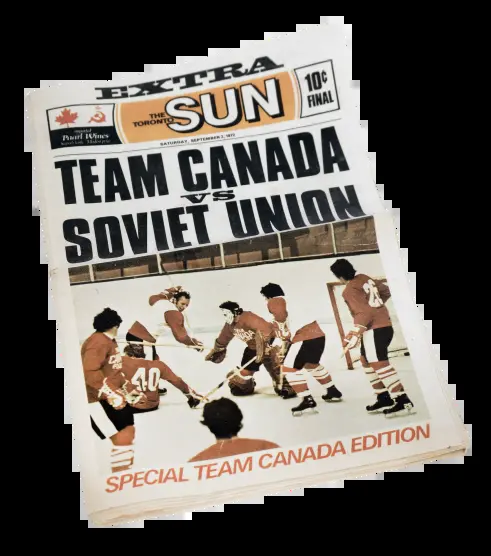 EXTRA
THE TORONTO SUN
10¢ FINAL
Pearl Wines
SATURDAY, SEPTEMBER 2, 1972
TEAM CANADA
VS
SOVIET UNION
40
SPECIAL TEAM CANADA EDITION